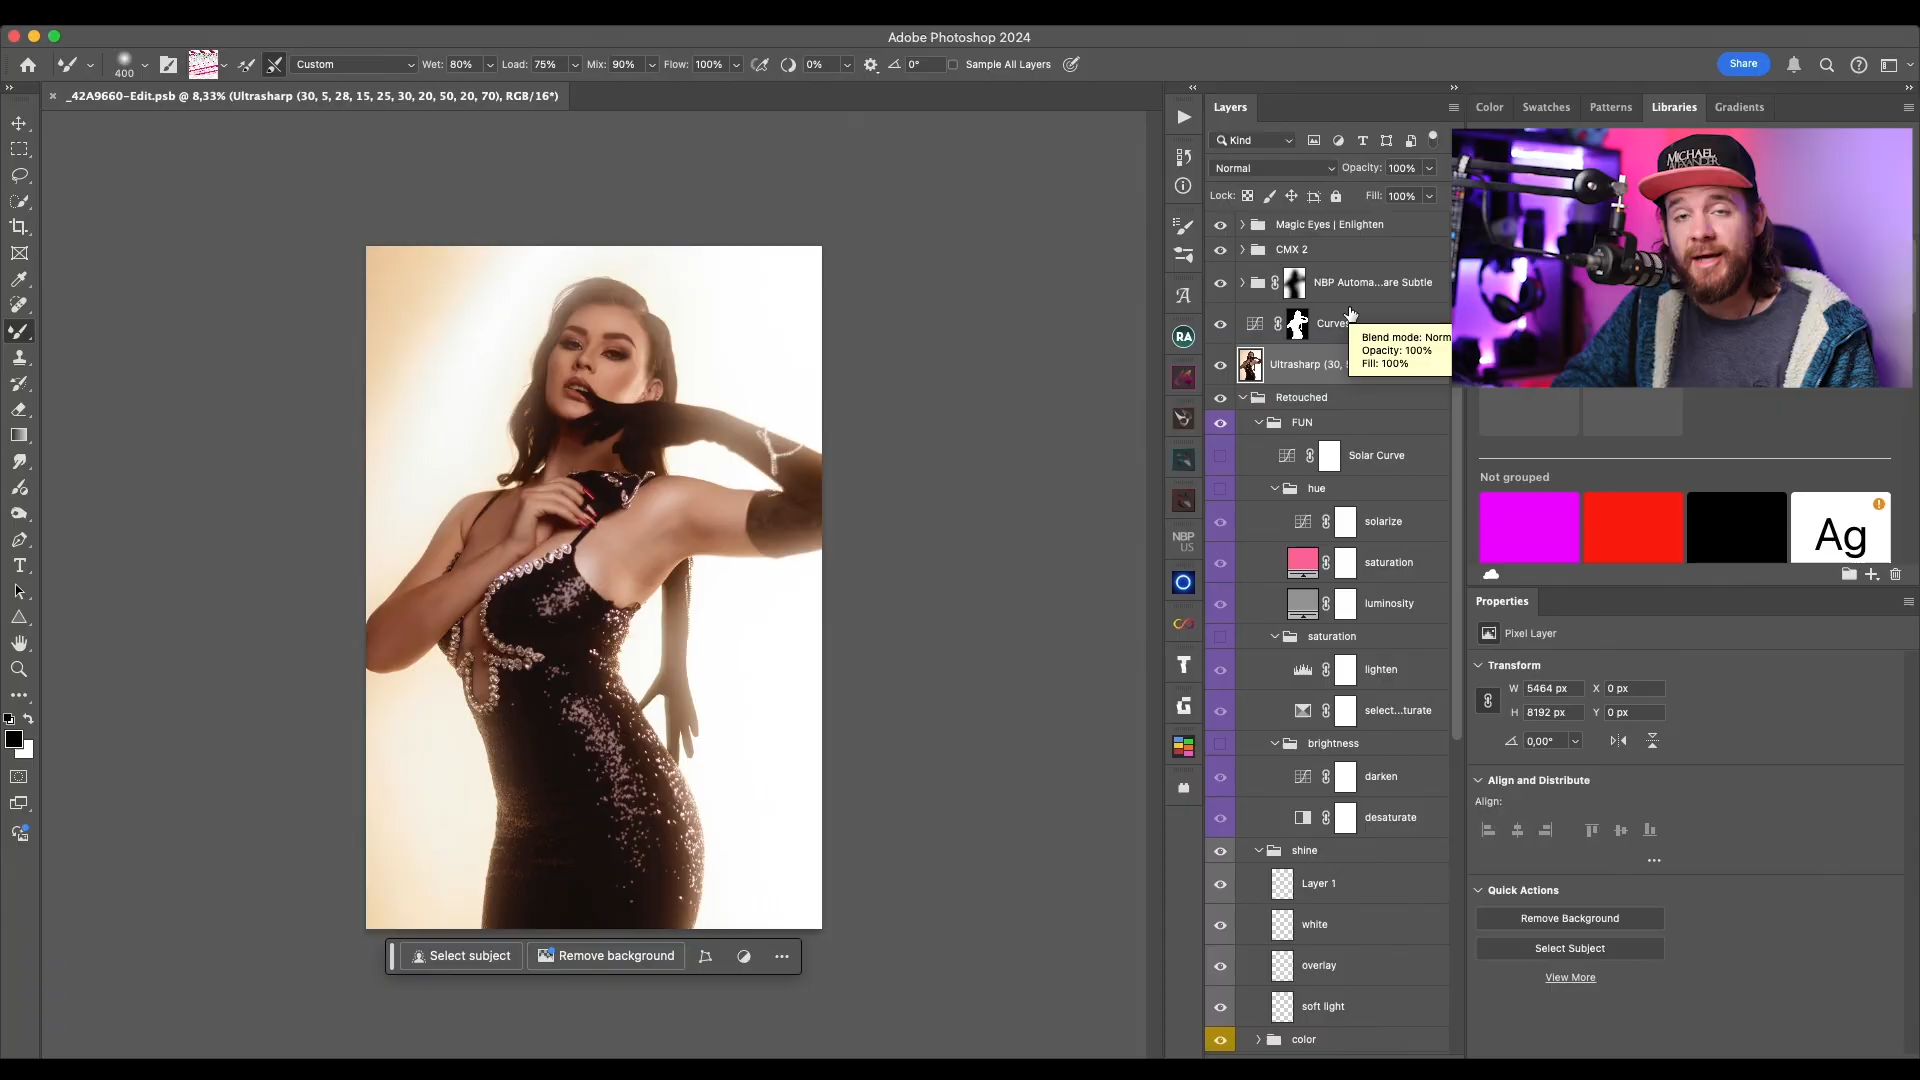 Adobe Photoshop 2024
400
Custom
Wet: 80%
Load: 75%
Mix: 90%
Flow: 100%
0%
0°
Sample All Layers
Share
× _42A9660-Edit.psb @ 8,33% (Ultrasharp (30, 5, 28, 15, 25, 30, 20, 50, 20, 70), RGB/16*)
Layers
Kind
Normal
Opacity: 100%
Lock:
Fill: 100%
Magic Eyes | Enlighten
CMX 2
NBP Automa...are Subtle
Curves
Blend mode: Norm
Opacity: 100%
Fill: 100%
Ultrasharp (30,
Retouched
FUN
Solar Curve
hue
solarize
saturation
luminosity
saturation
lighten
select...turate
brightness
darken
desaturate
shine
Layer 1
white
overlay
soft light
color
RA
NBP
US
Color
Swatches
Patterns
Libraries
Gradients
MICHAEL
ALEXANDER
Not grouped
Ag
Properties
Pixel Layer
Transform
W 5464 px
X 0 px
H 8192 px
Y 0 px
0,00°
Align and Distribute
Align:
Quick Actions
Remove Background
Select Subject
View More
Select subject
Remove background